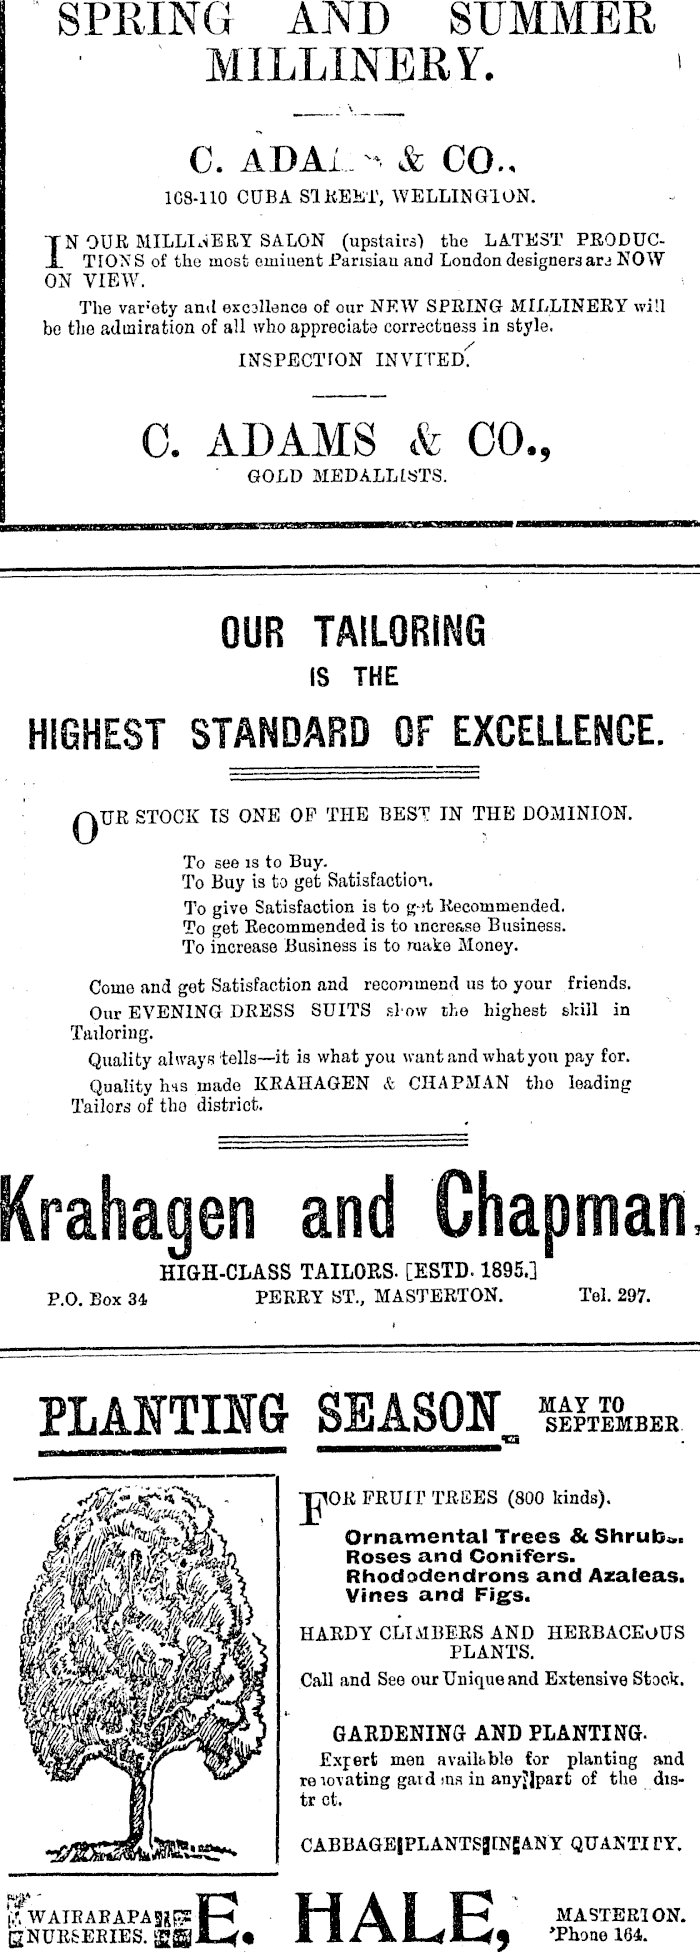 SPRING AND SUMMER
MILLINERY.
C. ADAMS & CO.,
108-110 CUBA STREET, WELLINGTON.
IN OUR MILLINERY SALON (upstairs) the LATEST PRODUC-
TIONS of the most eminent Parisian and London designers are NOW
ON VIEW.
The variety and excellence of our NEW SPRING MILLINERY will
be the admiration of all who appreciate correctness in style.
INSPECTION INVITED.
C. ADAMS & CO.,
GOLD MEDALLISTS.
OUR TAILORING
IS THE
HIGHEST STANDARD OF EXCELLENCE.
OUR STOCK IS ONE OF THE BEST IN THE DOMINION.
To see is to Buy.
To Buy is to get Satisfaction.
To give Satisfaction is to get Recommended.
To get Recommended is to increase Business.
To increase Business is to make Money.
Come and get Satisfaction and recommend us to your friends.
Our EVENING DRESS SUITS show the highest skill in
Tailoring.
Quality always tells—it is what you want and what you pay for.
Quality has made KRAHAGEN & CHAPMAN the leading
Tailors of the district.
Krahagen and Chapman,
HIGH-CLASS TAILORS. [ESTD. 1895.]
P.O. Box 34 PERRY ST., MASTERTON. Tel. 297.
PLANTING SEASON MAY TO
SEPTEMBER
FOR FRUIT TREES (800 kinds).
Ornamental Trees & Shrubs.
Roses and Conifers.
Rhododendrons and Azaleas.
Vines and Figs.
HARDY CLIMBERS AND HERBACEOUS
PLANTS.
Call and See our Unique and Extensive Stock.
GARDENING AND PLANTING.
Expert men available for planting and
renovating gardens in any part of the dis-
trict.
CABBAGE PLANTS IN ANY QUANTITY.
WAIRARAPA
NURSERIES.
E. HALE,
MASTERTON.
'Phone 164.